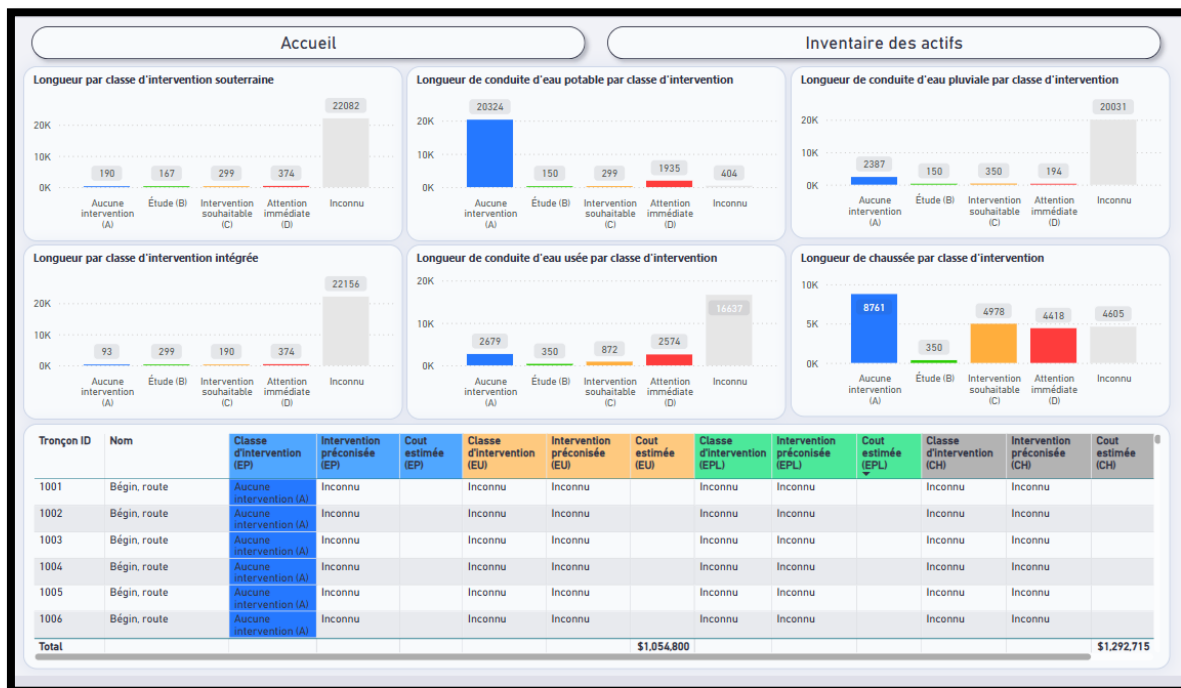 Accueil
Inventaire des actifs
Longueur par classe d'intervention souterraine
20K
10K
0K
190
167
299
374
22082
Aucune
intervention
(A)
Étude (B)
Intervention
souhaitable
(C)
Attention
immédiate
(D)
Inconnu
Longueur de conduite d'eau potable par classe d'intervention
20K
10K
0K
20324
150
299
1935
404
Aucune
intervention
(A)
Étude (B)
Intervention
souhaitable
(C)
Attention
immédiate
(D)
Inconnu
Longueur de conduite d'eau pluviale par classe d'intervention
20K
10K
0K
2387
150
350
194
20031
Aucune
intervention
(A)
Étude (B)
Intervention
souhaitable
(C)
Attention
immédiate
(D)
Inconnu
Longueur par classe d'intervention intégrée
20K
10K
0K
93
299
190
374
22156
Aucune
intervention
(A)
Étude (B)
Intervention
souhaitable
(C)
Attention
immédiate
(D)
Inconnu
Longueur de conduite d'eau usée par classe d'intervention
20K
10K
0K
2679
350
872
2574
16637
Aucune
intervention
(A)
Étude (B)
Intervention
souhaitable
(C)
Attention
immédiate
(D)
Inconnu
Longueur de chaussée par classe d'intervention
10K
5K
0K
8761
350
4978
4418
4605
Aucune
intervention
(A)
Étude (B)
Intervention
souhaitable
(C)
Attention
immédiate
(D)
Inconnu
Tronçon ID Nom Classe d'intervention (EP) Intervention préconisée (EP) Cout estimée (EP) Classe d'intervention (EU) Intervention préconisée (EU) Cout estimée (EU) Classe d'intervention (EPL) Intervention préconisée (EPL) Cout estimée (EPL) Classe d'intervention (CH) Intervention préconisée (CH) Cout estimée (CH)
1001 Bégin, route Aucune intervention (A) Inconnu Inconnu Inconnu Inconnu Inconnu Inconnu Inconnu
1002 Bégin, route Aucune intervention (A) Inconnu Inconnu Inconnu Inconnu Inconnu Inconnu Inconnu
1003 Bégin, route Aucune intervention (A) Inconnu Inconnu Inconnu Inconnu Inconnu Inconnu Inconnu
1004 Bégin, route Aucune intervention (A) Inconnu Inconnu Inconnu Inconnu Inconnu Inconnu Inconnu
1005 Bégin, route Aucune intervention (A) Inconnu Inconnu Inconnu Inconnu Inconnu Inconnu Inconnu
1006 Bégin, route Aucune intervention (A) Inconnu Inconnu Inconnu Inconnu Inconnu Inconnu Inconnu
Total $1,054,800 $1,292,715